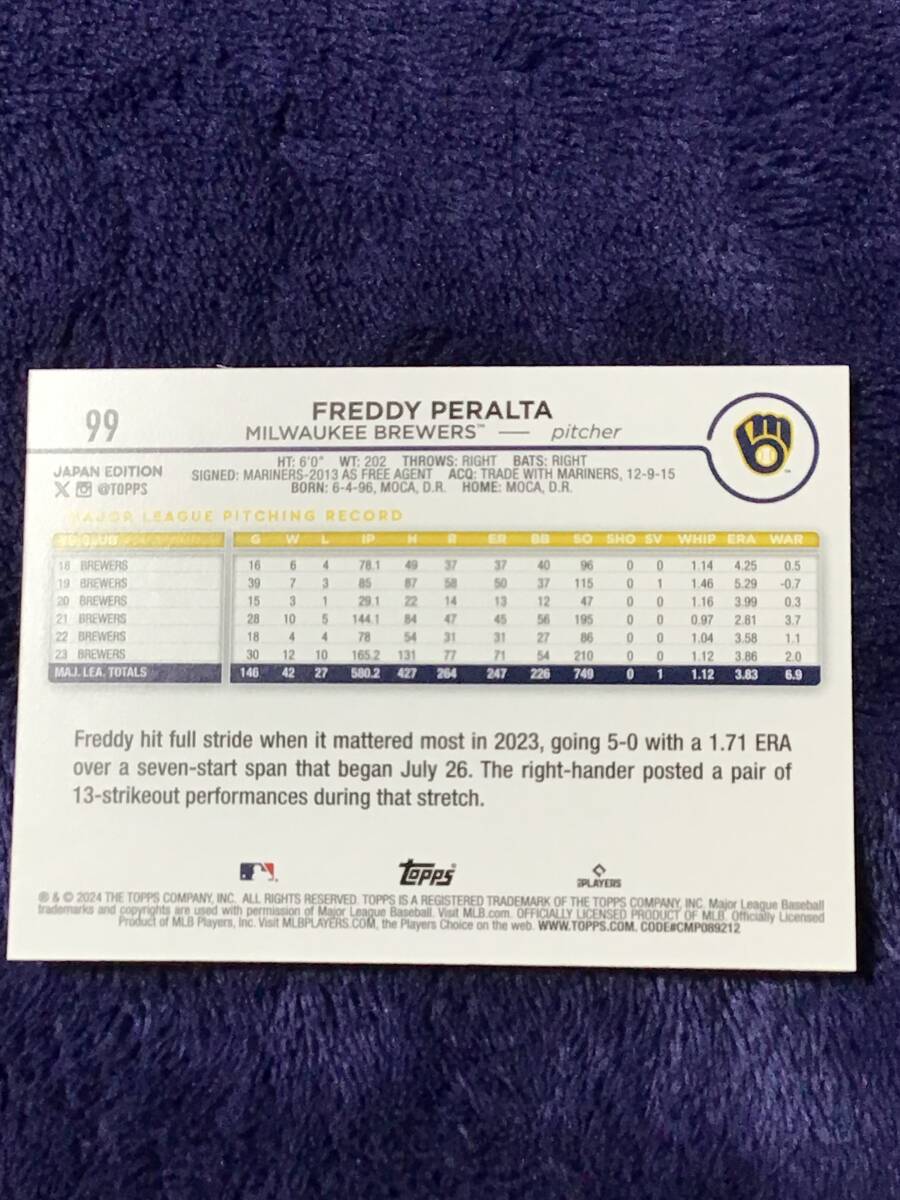 99
FREDDY PERALTA
MILWAUKEE BREWERS™ — pitcher
JAPAN EDITION
@TOPPS
HT: 6'0" WT: 202 THROWS: RIGHT BATS: RIGHT
SIGNED: MARINERS-2013 AS FREE AGENT ACQ: TRADE WITH MARINERS, 12-9-15
BORN: 6-4-96, MOCA, D.R. HOME: MOCA, D.R.
MAJOR LEAGUE PITCHING RECORD
CLUB G W L IP H R ER BB SO SHO SV WHIP ERA WAR
18 BREWERS 16 6 4 78.1 49 37 37 40 96 0 0 1.14 4.25 0.5
19 BREWERS 39 7 3 85 87 58 50 37 115 0 1 1.46 5.29 -0.7
20 BREWERS 15 3 1 29.1 22 14 13 12 47 0 0 1.16 3.99 0.3
21 BREWERS 28 10 5 144.1 84 47 45 56 195 0 0 0.97 2.81 3.7
22 BREWERS 18 4 4 78 54 31 31 27 86 0 0 1.04 3.58 1.1
23 BREWERS 30 12 10 165.2 131 77 71 54 210 0 0 1.12 3.86 2.0
MAJ. LEA. TOTALS 146 42 27 580.2 427 264 247 226 749 0 1 1.12 3.83 6.9
Freddy hit full stride when it mattered most in 2023, going 5-0 with a 1.71 ERA
over a seven-start span that began July 26. The right-hander posted a pair of
13-strikeout performances during that stretch.
topps®
PLAYERS
® & © 2024 THE TOPPS COMPANY, INC. ALL RIGHTS RESERVED. TOPPS IS A REGISTERED TRADEMARK OF THE TOPPS COMPANY, INC. Major League Baseball
trademarks and copyrights are used with permission of Major League Baseball. Visit MLB.com. OFFICIALLY LICENSED PRODUCT OF MLB. Officially Licensed
Product of MLB Players, Inc. Visit MLBPLAYERS.COM, the Players Choice on the web. WWW.TOPPS.COM. CODE#CMP089212